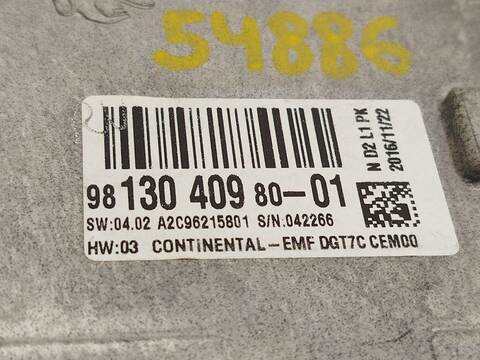 54886
98 130 409 80-01
SW:04.02 A2C96215801 S/N.042266
HW:03 CONTINENTAL-EMF DGT7C CEM00
N D2 L1 PK
2016/11/22